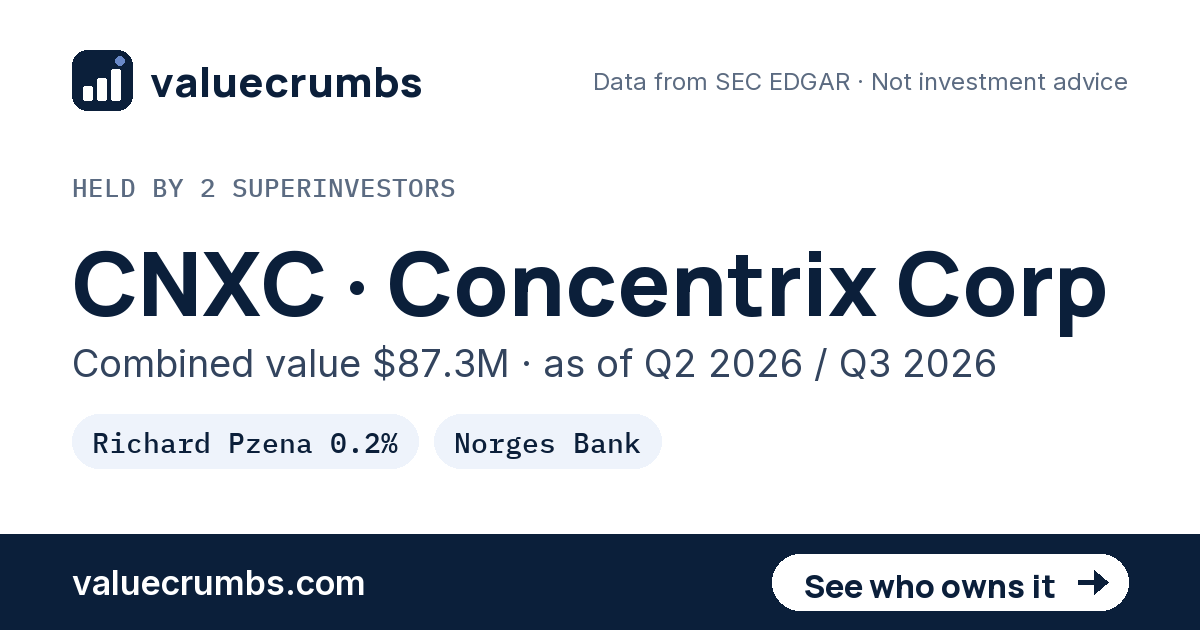 valuecrumbs
Data from SEC EDGAR · Not investment advice
HELD BY 2 SUPERINVESTORS
CNXC · Concentrix Corp
Combined value $87.3M · as of Q2 2026 / Q3 2026
Richard Pzena 0.2%
Norges Bank
valuecrumbs.com
See who owns it →